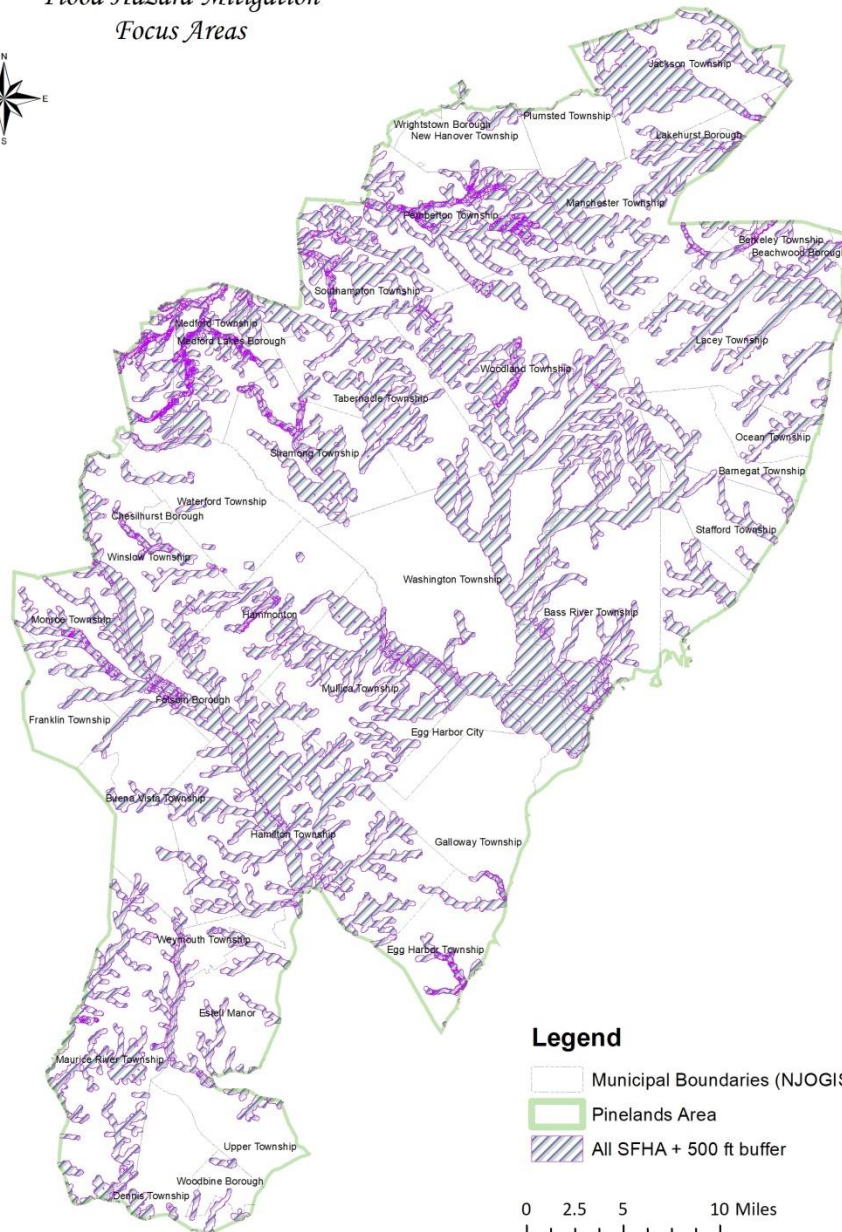 Flood Hazard Mitigation
Focus Areas
N
E
S
Jackson Township
Plumsted Township
Wrightstown Borough
New Hanover Township
Lakehurst Borough
Manchester Township
Pemberton Township
Berkeley Township
Beachwood Borough
Southampton Township
Medford Township
Medford Lakes Borough
Lacey Township
Woodland Township
Tabernacle Township
Ocean Township
Shamong Township
Barnegat Township
Waterford Township
Chesilhurst Borough
Stafford Township
Winslow Township
Washington Township
Bass River Township
Hammonton
Monroe Township
Mullica Township
Folsom Borough
Franklin Township
Egg Harbor City
Buena Vista Township
Hamilton Township
Galloway Township
Weymouth Township
Egg Harbor Township
Estell Manor
Maurice River Township
Upper Township
Woodbine Borough
Dennis Township
Legend
Municipal Boundaries (NJOGIS
Pinelands Area
All SFHA + 500 ft buffer
0 2.5 5 10 Miles